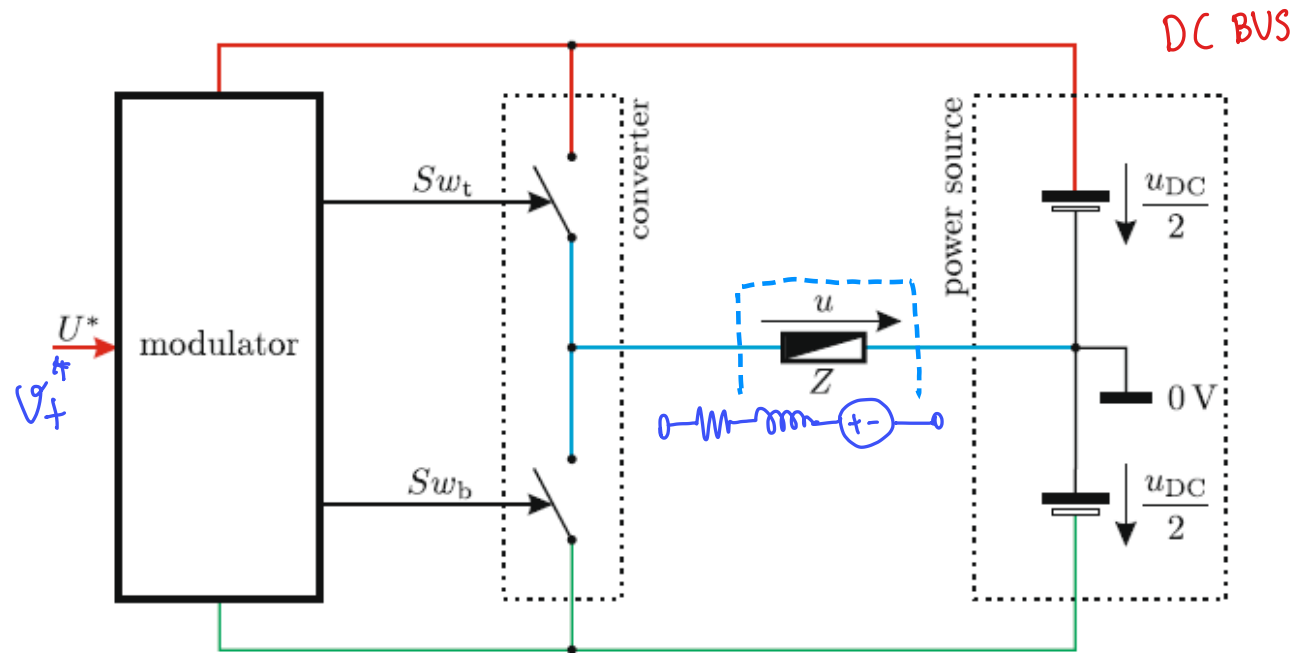 DC BUS
converter
power source
Sw_t
u_DC/2
U*
modulator
u
Z
0 V
Sw_b
u_DC/2